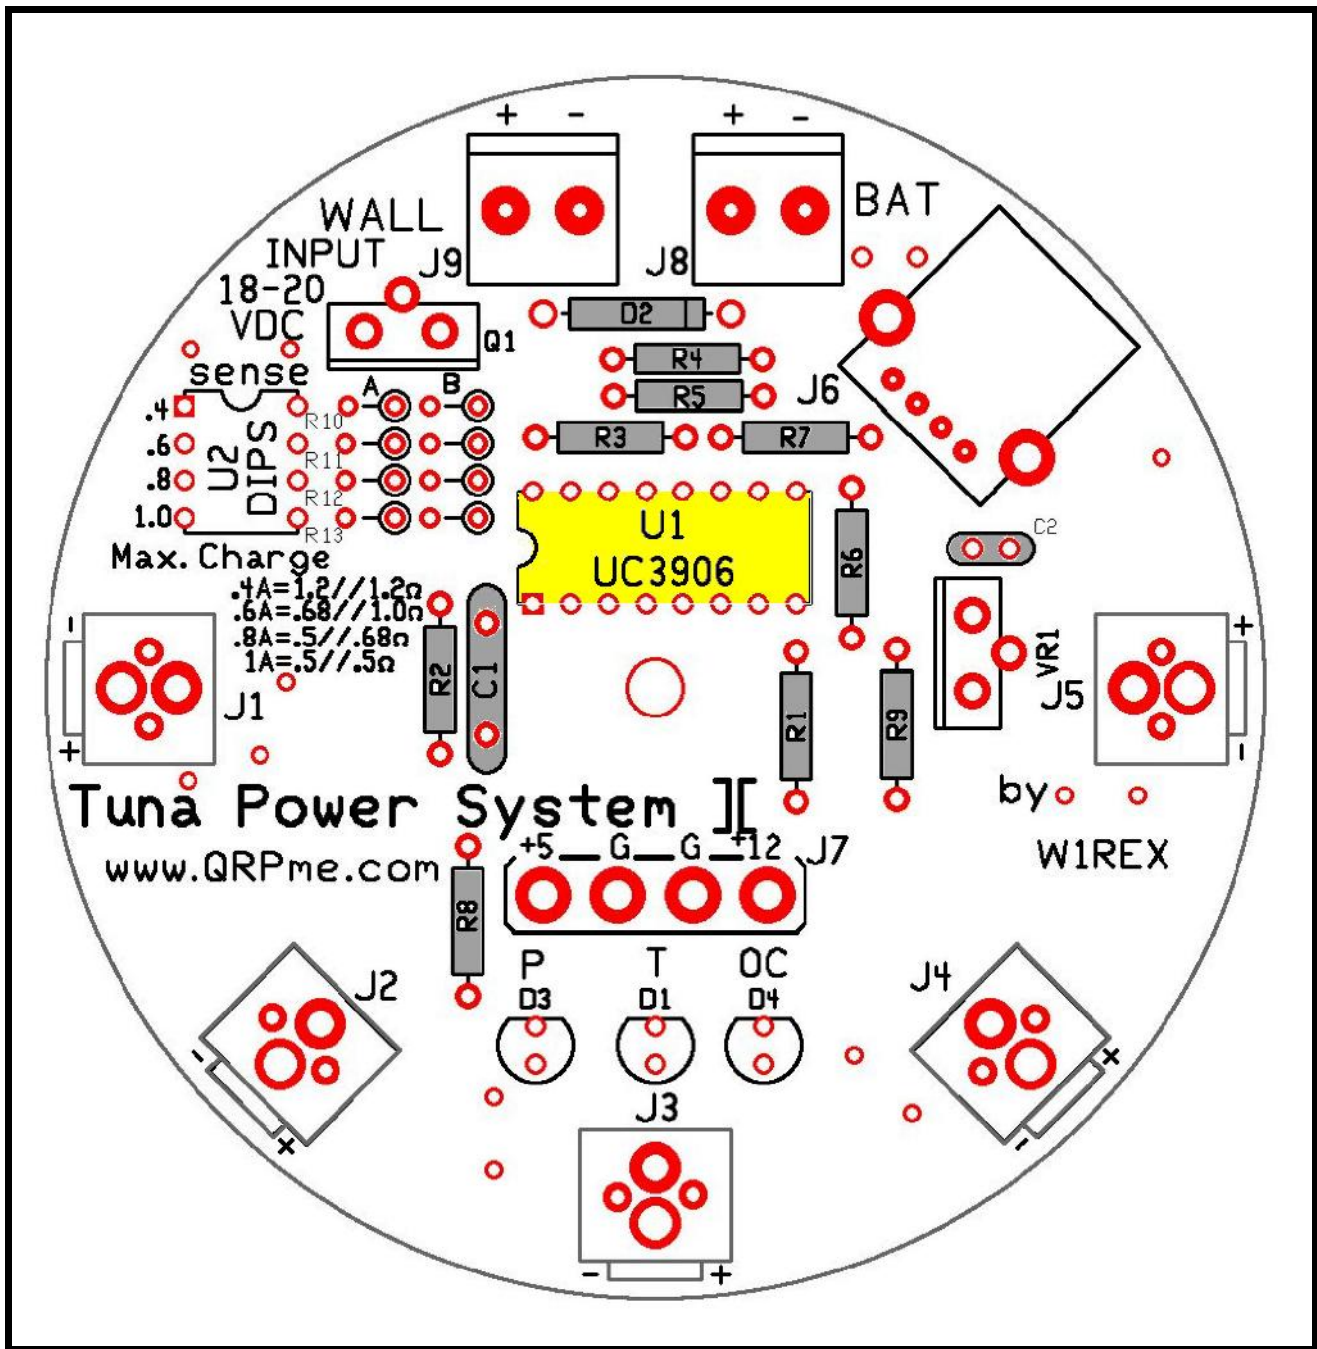 + -
+ -
WALL
INPUT
18-20
VDC
J9
J8
BAT
D2
Q1
R4
R5
J6
sense
A
B
.4
.6
.8
1.0
U2
DIPS
R10
R11
R12
R13
R3
R7
U1
UC3906
R6
C2
Max. Charge
.4A=1.2//1.2Ω
.6A=.68//1.0Ω
.8A=.5//.68Ω
1A=.5//.5Ω
R2
C1
R1
R9
VR1
-
J1
+
+
J5
-
Tuna Power System ][
by
www.QRPme.com
W1REX
+5 G G +12
J7
R8
P T OC
D3 D1 D4
J2
- +
J4
- +
J3
- +